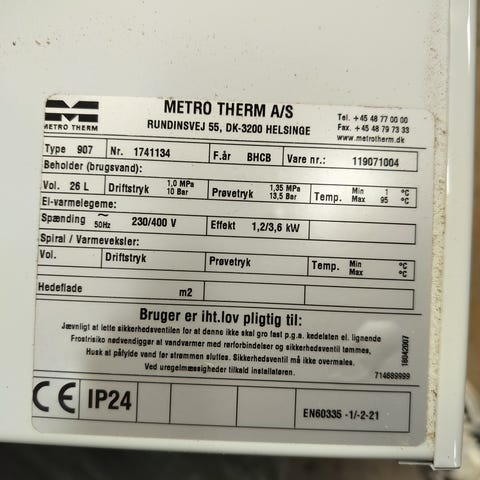 METRO THERM A/S
RUNDINSVEJ 55, DK-3200 HELSINGE
Tel. +45 48 77 00 00
Fax. +45 48 79 73 33
www.metrotherm.dk
METRO THERM
Type 907 Nr. 1741134 F.år BHCB Vare nr.: 119071004
Beholder (brugsvand):
Vol. 26 L Driftstryk 1,0 MPa 10 Bar Prøvetryk 1,35 MPa 13,5 Bar Temp. Min 1 °C Max 95 °C
El-varmelegeme:
Spænding ~ 50Hz 230/400 V Effekt 1,2/3,6 kW
Spiral / Varmeveksler:
Vol. Driftstryk Prøvetryk Temp. Min °C Max °C
Hedeflade m2
Bruger er iht.lov pligtig til:
Jævnligt at lette sikkerhedsventilen for at denne ikke skal gro fast p.g.a. kedelsten el. lignende
Frostrisiko nødvendiggør at vandvarmer med rørforbindelser og sikkerhedsventil tømmes,
Husk at påfylde vand før strømmen sluttes. Sikkerhedsventil må ikke overmales.
Ved uregelmæssigheder tilkald installatøren.
18042007
714689999
CE IP24 EN60335 -1/-2-21